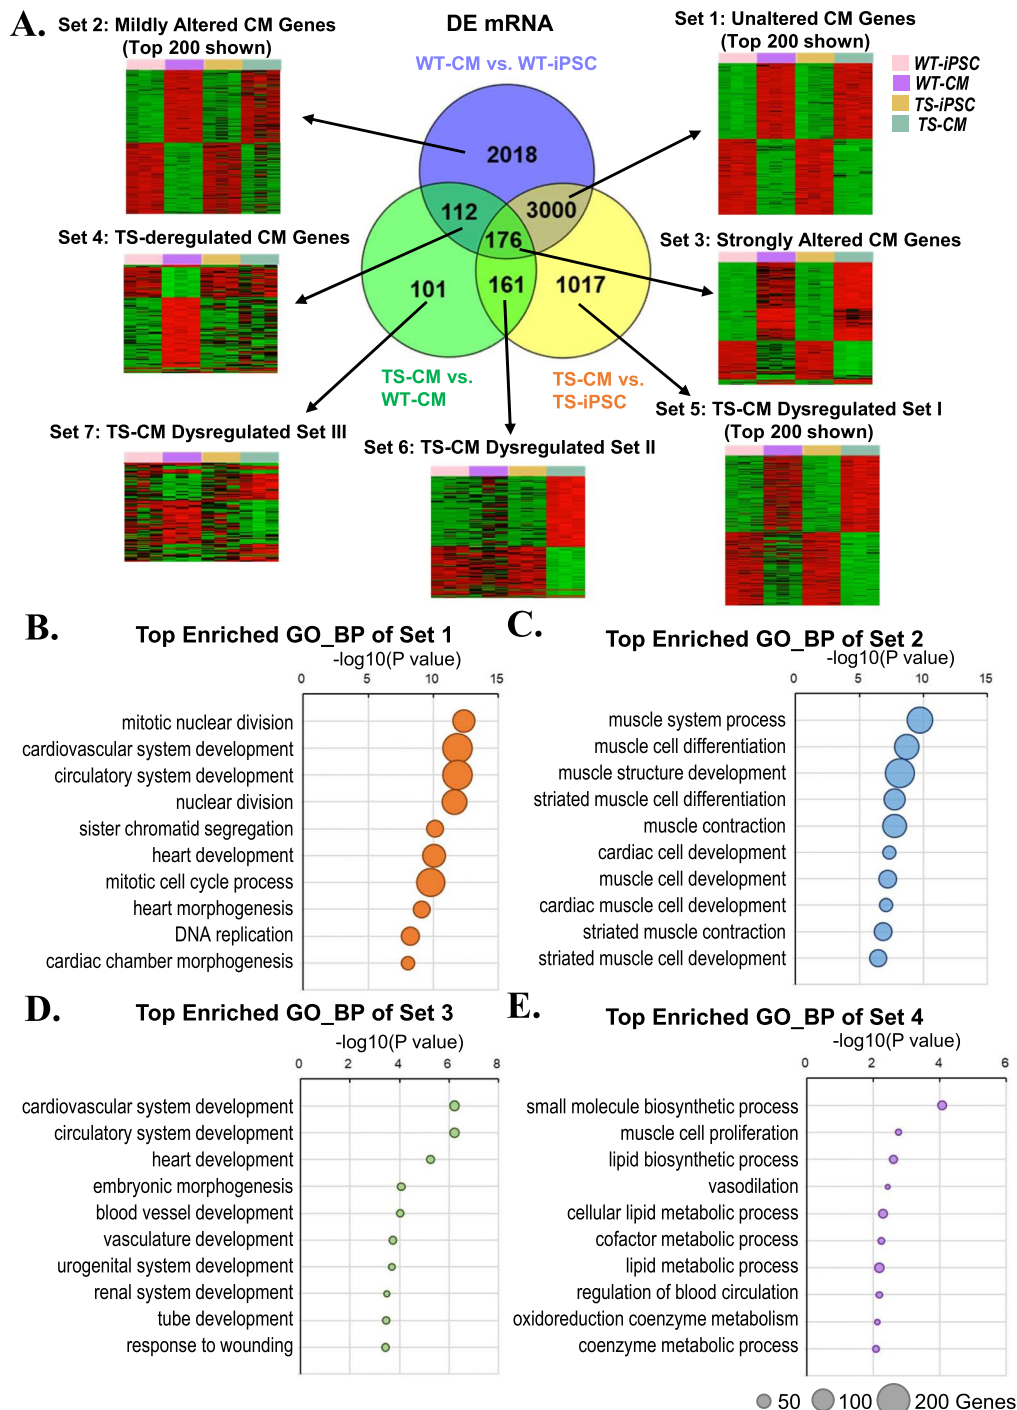 A.
Set 2: Mildly Altered CM Genes
(Top 200 shown)
DE mRNA
WT-CM vs. WT-iPSC
Set 1: Unaltered CM Genes
(Top 200 shown)
WT-iPSC
WT-CM
TS-iPSC
TS-CM
2018
112
3000
176
101
161
1017
Set 4: TS-deregulated CM Genes
Set 3: Strongly Altered CM Genes
TS-CM vs.
WT-CM
TS-CM vs.
TS-iPSC
Set 7: TS-CM Dysregulated Set III
Set 6: TS-CM Dysregulated Set II
Set 5: TS-CM Dysregulated Set I
(Top 200 shown)
B.
Top Enriched GO_BP of Set 1
-log10(P value)
0 5 10 15
mitotic nuclear division
cardiovascular system development
circulatory system development
nuclear division
sister chromatid segregation
heart development
mitotic cell cycle process
heart morphogenesis
DNA replication
cardiac chamber morphogenesis
C.
Top Enriched GO_BP of Set 2
-log10(P value)
0 5 10 15
muscle system process
muscle cell differentiation
muscle structure development
striated muscle cell differentiation
muscle contraction
cardiac cell development
muscle cell development
cardiac muscle cell development
striated muscle contraction
striated muscle cell development
D.
Top Enriched GO_BP of Set 3
-log10(P value)
0 2 4 6 8
cardiovascular system development
circulatory system development
heart development
embryonic morphogenesis
blood vessel development
vasculature development
urogenital system development
renal system development
tube development
response to wounding
E.
Top Enriched GO_BP of Set 4
-log10(P value)
0 2 4 6
small molecule biosynthetic process
muscle cell proliferation
lipid biosynthetic process
vasodilation
cellular lipid metabolic process
cofactor metabolic process
lipid metabolic process
regulation of blood circulation
oxidoreduction coenzyme metabolism
coenzyme metabolic process
50 100 200 Genes